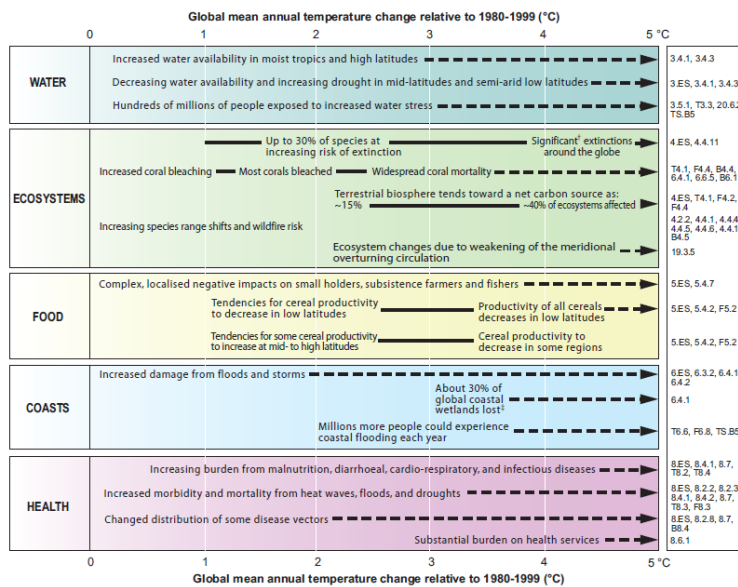 Global mean annual temperature change relative to 1980-1999 (°C)
0 1 2 3 4 5 °C
WATER
Increased water availability in moist tropics and high latitudes
3.4.1, 3.4.3
Decreasing water availability and increasing drought in mid-latitudes and semi-arid low latitudes
3.ES, 3.4.1, 3.4.3
Hundreds of millions of people exposed to increased water stress
3.5.1, T3.3, 20.6.2
TS.B5
ECOSYSTEMS
Up to 30% of species at
increasing risk of extinction
Significant† extinctions
around the globe
4.ES, 4.4.11
Increased coral bleaching Most corals bleached Widespread coral mortality
T4.1, F4.4, B4.4,
6.4.1, 6.6.5, B6.1
Terrestrial biosphere tends toward a net carbon source as:
~15% ~40% of ecosystems affected
4.ES, T4.1, F4.2,
F4.4
Increasing species range shifts and wildfire risk
4.2.2, 4.4.1, 4.4.4
4.4.5, 4.4.6, 4.4.1
B4.5
Ecosystem changes due to weakening of the meridional
overturning circulation
19.3.5
FOOD
Complex, localised negative impacts on small holders, subsistence farmers and fishers
5.ES, 5.4.7
Tendencies for cereal productivity
to decrease in low latitudes
Productivity of all cereals
decreases in low latitudes
5.ES, 5.4.2, F5.2
Tendencies for some cereal productivity
to increase at mid- to high latitudes
Cereal productivity to
decrease in some regions
5.ES, 5.4.2, F5.2
COASTS
Increased damage from floods and storms
6.ES, 6.3.2, 6.4.1
6.4.2
About 30% of
global coastal
wetlands lost‡
6.4.1
Millions more people could experience
coastal flooding each year
T6.6, F6.8, TS.B5
HEALTH
Increasing burden from malnutrition, diarrhoeal, cardio-respiratory, and infectious diseases
8.ES, 8.4.1, 8.7,
T8.2, T8.4
Increased morbidity and mortality from heat waves, floods, and droughts
8.ES, 8.2.2, 8.2.3
8.4.1, 8.4.2, 8.7,
T8.3, F8.3
Changed distribution of some disease vectors
8.ES, 8.2.8, 8.7,
B8.4
Substantial burden on health services
8.6.1
0 1 2 3 4 5 °C
Global mean annual temperature change relative to 1980-1999 (°C)